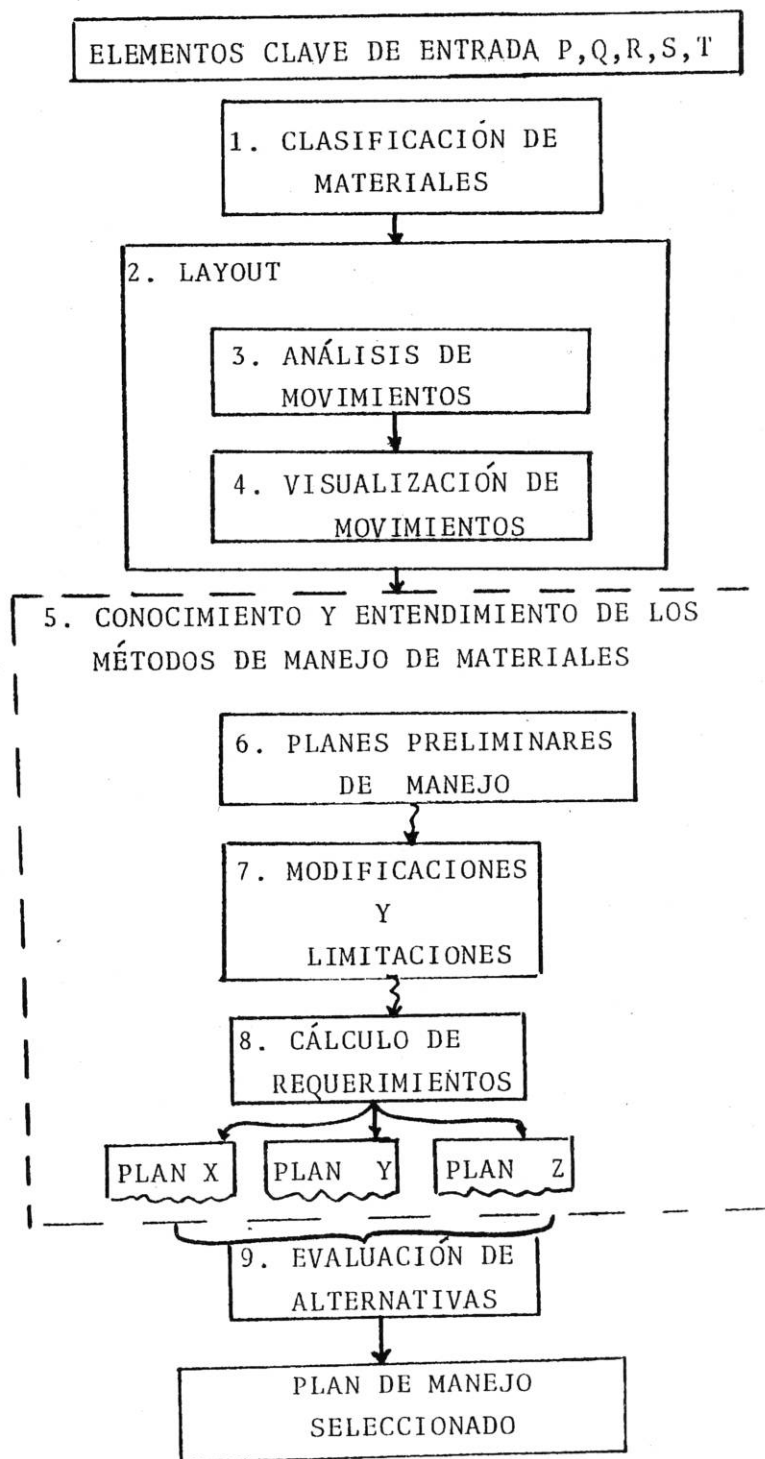 ELEMENTOS CLAVE DE ENTRADA P,Q,R,S,T
1. CLASIFICACIÓN DE
MATERIALES
2. LAYOUT
3. ANÁLISIS DE
MOVIMIENTOS
4. VISUALIZACIÓN DE
MOVIMIENTOS
5. CONOCIMIENTO Y ENTENDIMIENTO DE LOS
MÉTODOS DE MANEJO DE MATERIALES
6. PLANES PRELIMINARES
DE MANEJO
7. MODIFICACIONES
Y
LIMITACIONES
8. CÁLCULO DE
REQUERIMIENTOS
PLAN X PLAN Y PLAN Z
9. EVALUACIÓN DE
ALTERNATIVAS
PLAN DE MANEJO
SELECCIONADO